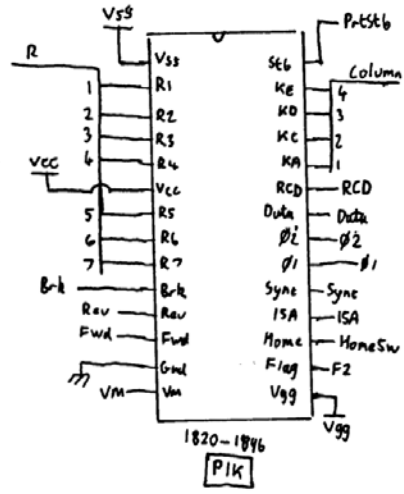 Vss
PrtStb
R
Vss
Stb
Column
1
R1
KE
4
2
R2
KD
3
3
R3
KC
2
4
R4
KA
1
Vcc
Vcc
RCD
RCD
5
R5
Data
Data
6
R6
Ø2
Ø2
7
R7
Ø1
Ø1
Brk
Brk
Sync
Sync
Rev
Rev
ISA
ISA
Fwd
Fwd
Home
HomeSw
Gnd
Flag
F2
VM
Vm
Vgg
Vgg
1820-1846
PIK